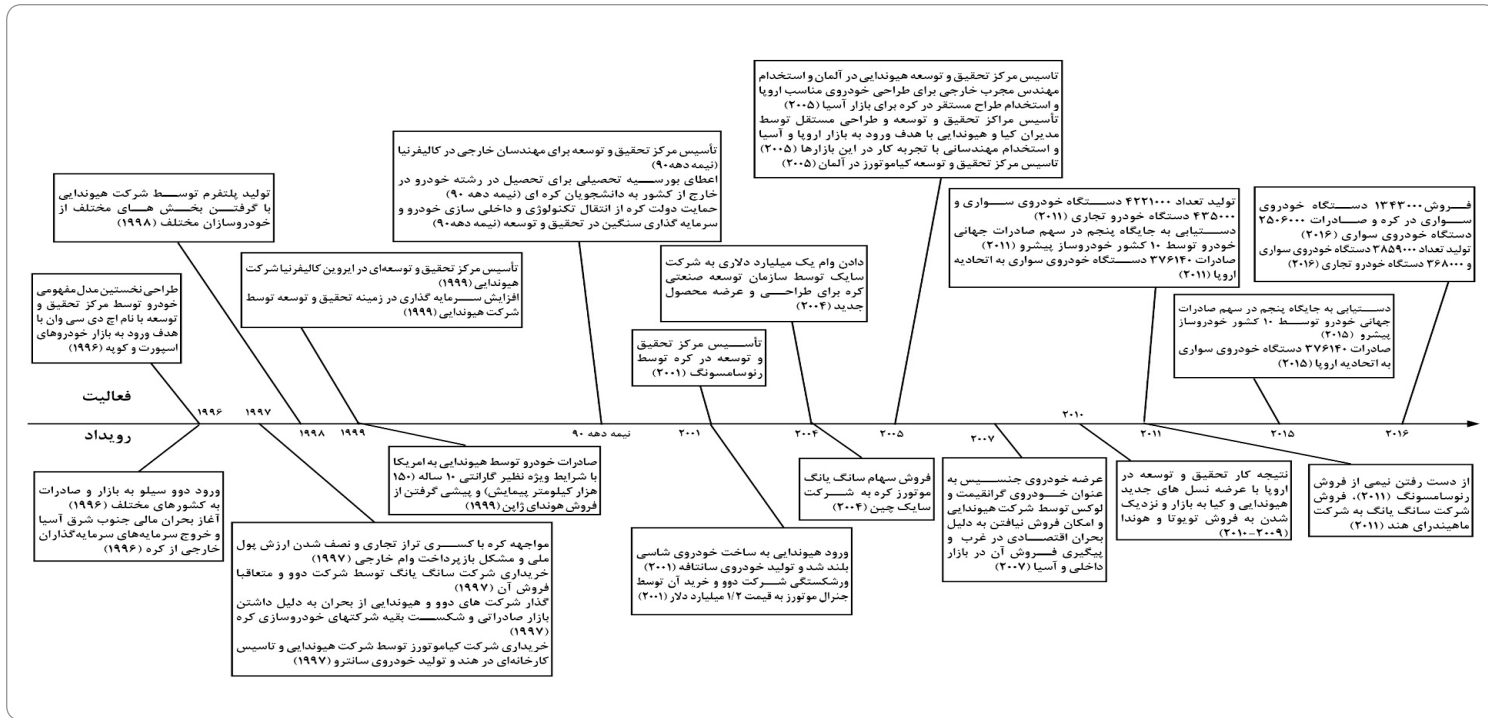 تاسیس مرکز تحقیق و توسعه هیوندایی در آلمان و استخدام
مهندس مجرب خارجی برای طراحی خودروی مناسب اروپا
و استخدام طراح مستقر در کره برای بازار آسیا (۲۰۰۵)
تأسیس مراکز تحقیق و توسعه و طراحی مستقل توسط
مدیران کیا و هیوندایی با هدف ورود به بازار اروپا و آسیا
و استخدام مهندسانی با تجربه کار در این بازارها (۲۰۰۵)
تاسیس مرکز تحقیق و توسعه کیاموتورز در آلمان (۲۰۰۵)
تأسیس مرکز تحقیق و توسعه برای مهندسان خارجی در کالیفرنیا
(نیمه دهه۹۰)
اعطای بورسیه تحصیلی برای تحصیل در رشته خودرو در
خارج از کشور به دانشجویان کره ای (نیمه دهه ۹۰)
حمایت دولت کره از انتقال تکنولوژی و داخلی سازی خودرو و
سرمایه گذاری سنگین در تحقیق و توسعه (نیمه دهه۹۰)
تولید پلتفرم توسط شرکت هیوندایی
با گرفتن بخش های مختلف از
خودروسازان مختلف (۱۹۹۸)
تولید تعداد ۴۲۲۱۰۰۰ دستگاه خودروی سواری و
۴۳۵۰۰۰ دستگاه خودرو تجاری (۲۰۱۱)
دستیابی به جایگاه پنجم در سهم صادرات جهانی
خودرو توسط ۱۰ کشور خودروساز پیشرو (۲۰۱۱)
صادرات ۳۷۶۱۴۰ دستگاه خودروی سواری به اتحادیه
اروپا (۲۰۱۱)
فروش۱۳۴۳۰۰۰ دستگاه خودروی
سواری در کره و صادرات ۲۵۰۶۰۰۰
دستگاه خودروی سواری (۲۰۱۶)
تولید تعداد ۳۸۵۹۰۰۰ دستگاه خودروی سواری
و ۳۶۸۰۰۰ دستگاه خودرو تجاری (۲۰۱۶)
تأسیس مرکز تحقیق و توسعه‌ای در ایروین کالیفرنیا شرکت
هیوندایی (۱۹۹۹)
افزایش سرمایه گذاری در زمینه تحقیق و توسعه توسط
شرکت هیوندایی (۱۹۹۹)
دادن وام یک میلیارد دلاری به شرکت
سایک توسط سازمان توسعه صنعتی
کره برای طراحی و عرضه محصول
جدید (۲۰۰۴)
طراحی نخستین مدل مفهومی
خودرو توسط مرکز تحقیق و
توسعه با نام اچ دی سی وان با
هدف ورود به بازار خودروهای
اسپورت و کوپه (۱۹۹۶)
دستیابی به جایگاه پنجم در سهم صادرات
جهانی خودرو توسط ۱۰ کشور خودروساز
پیشرو (۲۰۱۵)
صادرات ۳۷۶۱۴۰ دستگاه خودروی سواری
به اتحادیه اروپا (۲۰۱۵)
تأسیس مرکز تحقیق
و توسعه در کره توسط
رنوسامسونگ (۲۰۰۱)
فعالیت
۱۹۹۶
۱۹۹۷
۲۰۱۰
رویداد
۱۹۹۸
۱۹۹۹
نیمه دهه ۹۰
۲۰۰۱
۲۰۰۴
۲۰۰۵
۲۰۰۷
۲۰۱۱
۲۰۱۵
۲۰۱۶
ورود دوو سیلو به بازار و صادرات
به کشورهای مختلف (۱۹۹۶)
آغاز بحران مالی جنوب شرق آسیا
و خروج سرمایه‌های سرمایه‌گذاران
خارجی از کره (۱۹۹۶)
صادرات خودرو توسط هیوندایی به امریکا
با شرایط ویژه نظیر گارانتی ۱۰ ساله (۱۵۰
هزار کیلومتر پیمایش) و پیشی گرفتن از
فروش هوندای ژاپن (۱۹۹۹)
مواجهه کره با کسری تراز تجاری و نصف شدن ارزش پول
ملی و مشکل بازپرداخت وام خارجی (۱۹۹۷)
خریداری شرکت سانگ یانگ توسط شرکت دوو و متعاقبا
فروش آن (۱۹۹۷)
گذار شرکت های دوو و هیوندایی از بحران به دلیل داشتن
بازار صادراتی و شکست بقیه شرکتهای خودروسازی کره
(۱۹۹۷)
خریداری شرکت کیاموتورز توسط شرکت هیوندایی و تاسیس
کارخانه‌ای در هند و تولید خودروی سانترو (۱۹۹۷)
ورود هیوندایی به ساخت خودروی شاسی
بلند شد و تولید خودروی سانتافه (۲۰۰۱)
ورشکستگی شرکت دوو و خرید آن توسط
جنرال موتورز به قیمت ۱/۲ میلیارد دلار (۲۰۰۱)
فروش سهام سانگ یانگ
موتورز کره به شرکت
سایک چین (۲۰۰۴)
عرضه خودروی جنسیس به
عنوان خودروی گرانقیمت و
لوکس توسط شرکت هیوندایی
و امکان فروش نیافتن به دلیل
بحران اقتصادی در غرب و
پیگیری فروش آن در بازار
داخلی و آسیا (۲۰۰۷)
نتیجه کار تحقیق و توسعه در
اروپا با عرضه نسل های جدید
هیوندایی و کیا به بازار و نزدیک
شدن به فروش تویوتا و هوندا
(۲۰۰۹-۲۰۱۰)
از دست رفتن نیمی از فروش
رنوسامسونگ (۲۰۱۱)، فروش
شرکت سانگ یانگ به شرکت
ماهیندرای هند (۲۰۱۱)